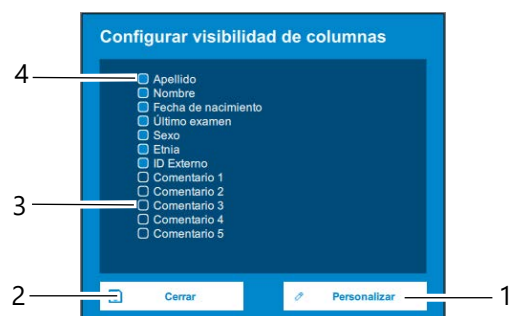 Configurar visibilidad de columnas
4
Apellido
Nombre
Fecha de nacimiento
Último examen
Sexo
Etnia
ID Externo
Comentario 1
Comentario 2
3
Comentario 3
Comentario 4
Comentario 5
2
Cerrar
Personalizar
1